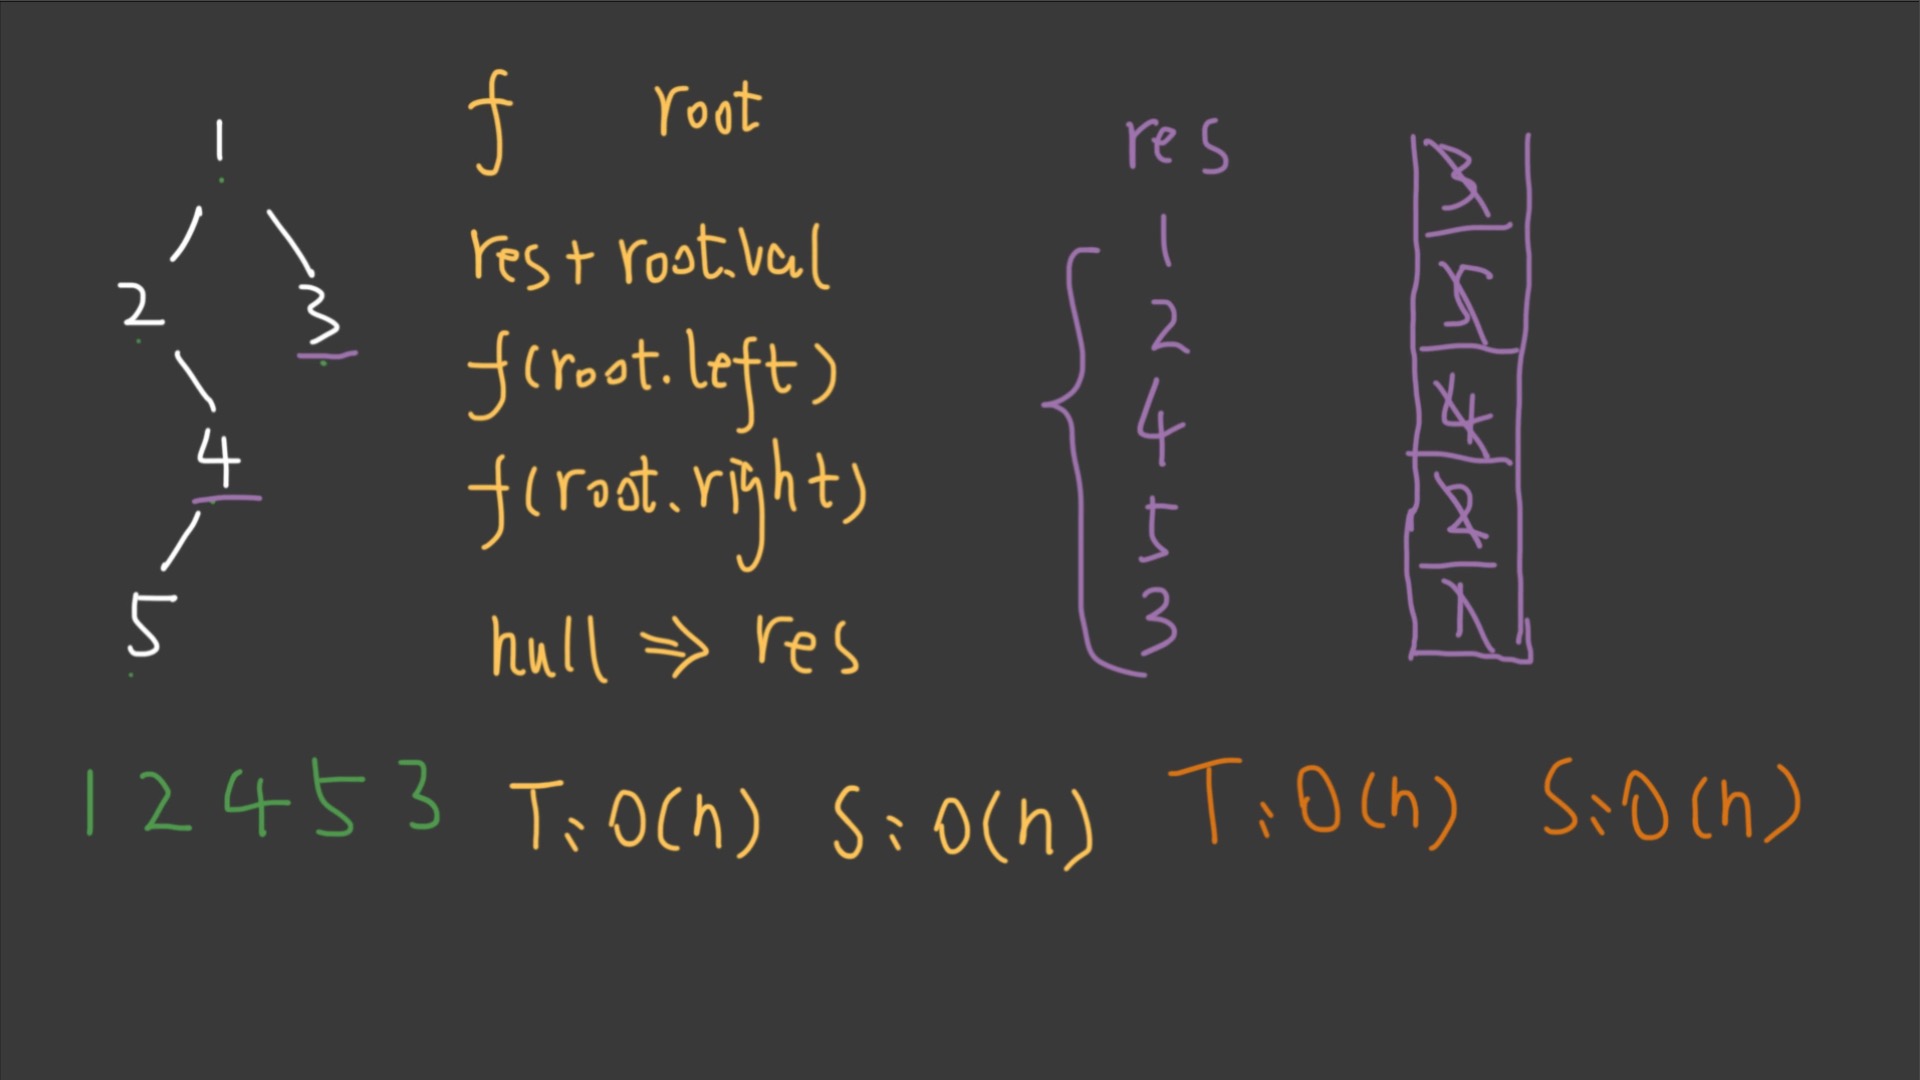 1
2 3
4
5
f root
res + root.val
f(root.left)
f(root.right)
null => res
res
1
2
4
5
3
3
5
4
2
1
1 2 4 5 3
T: O(n) S: O(n)
T: O(n) S: O(n)